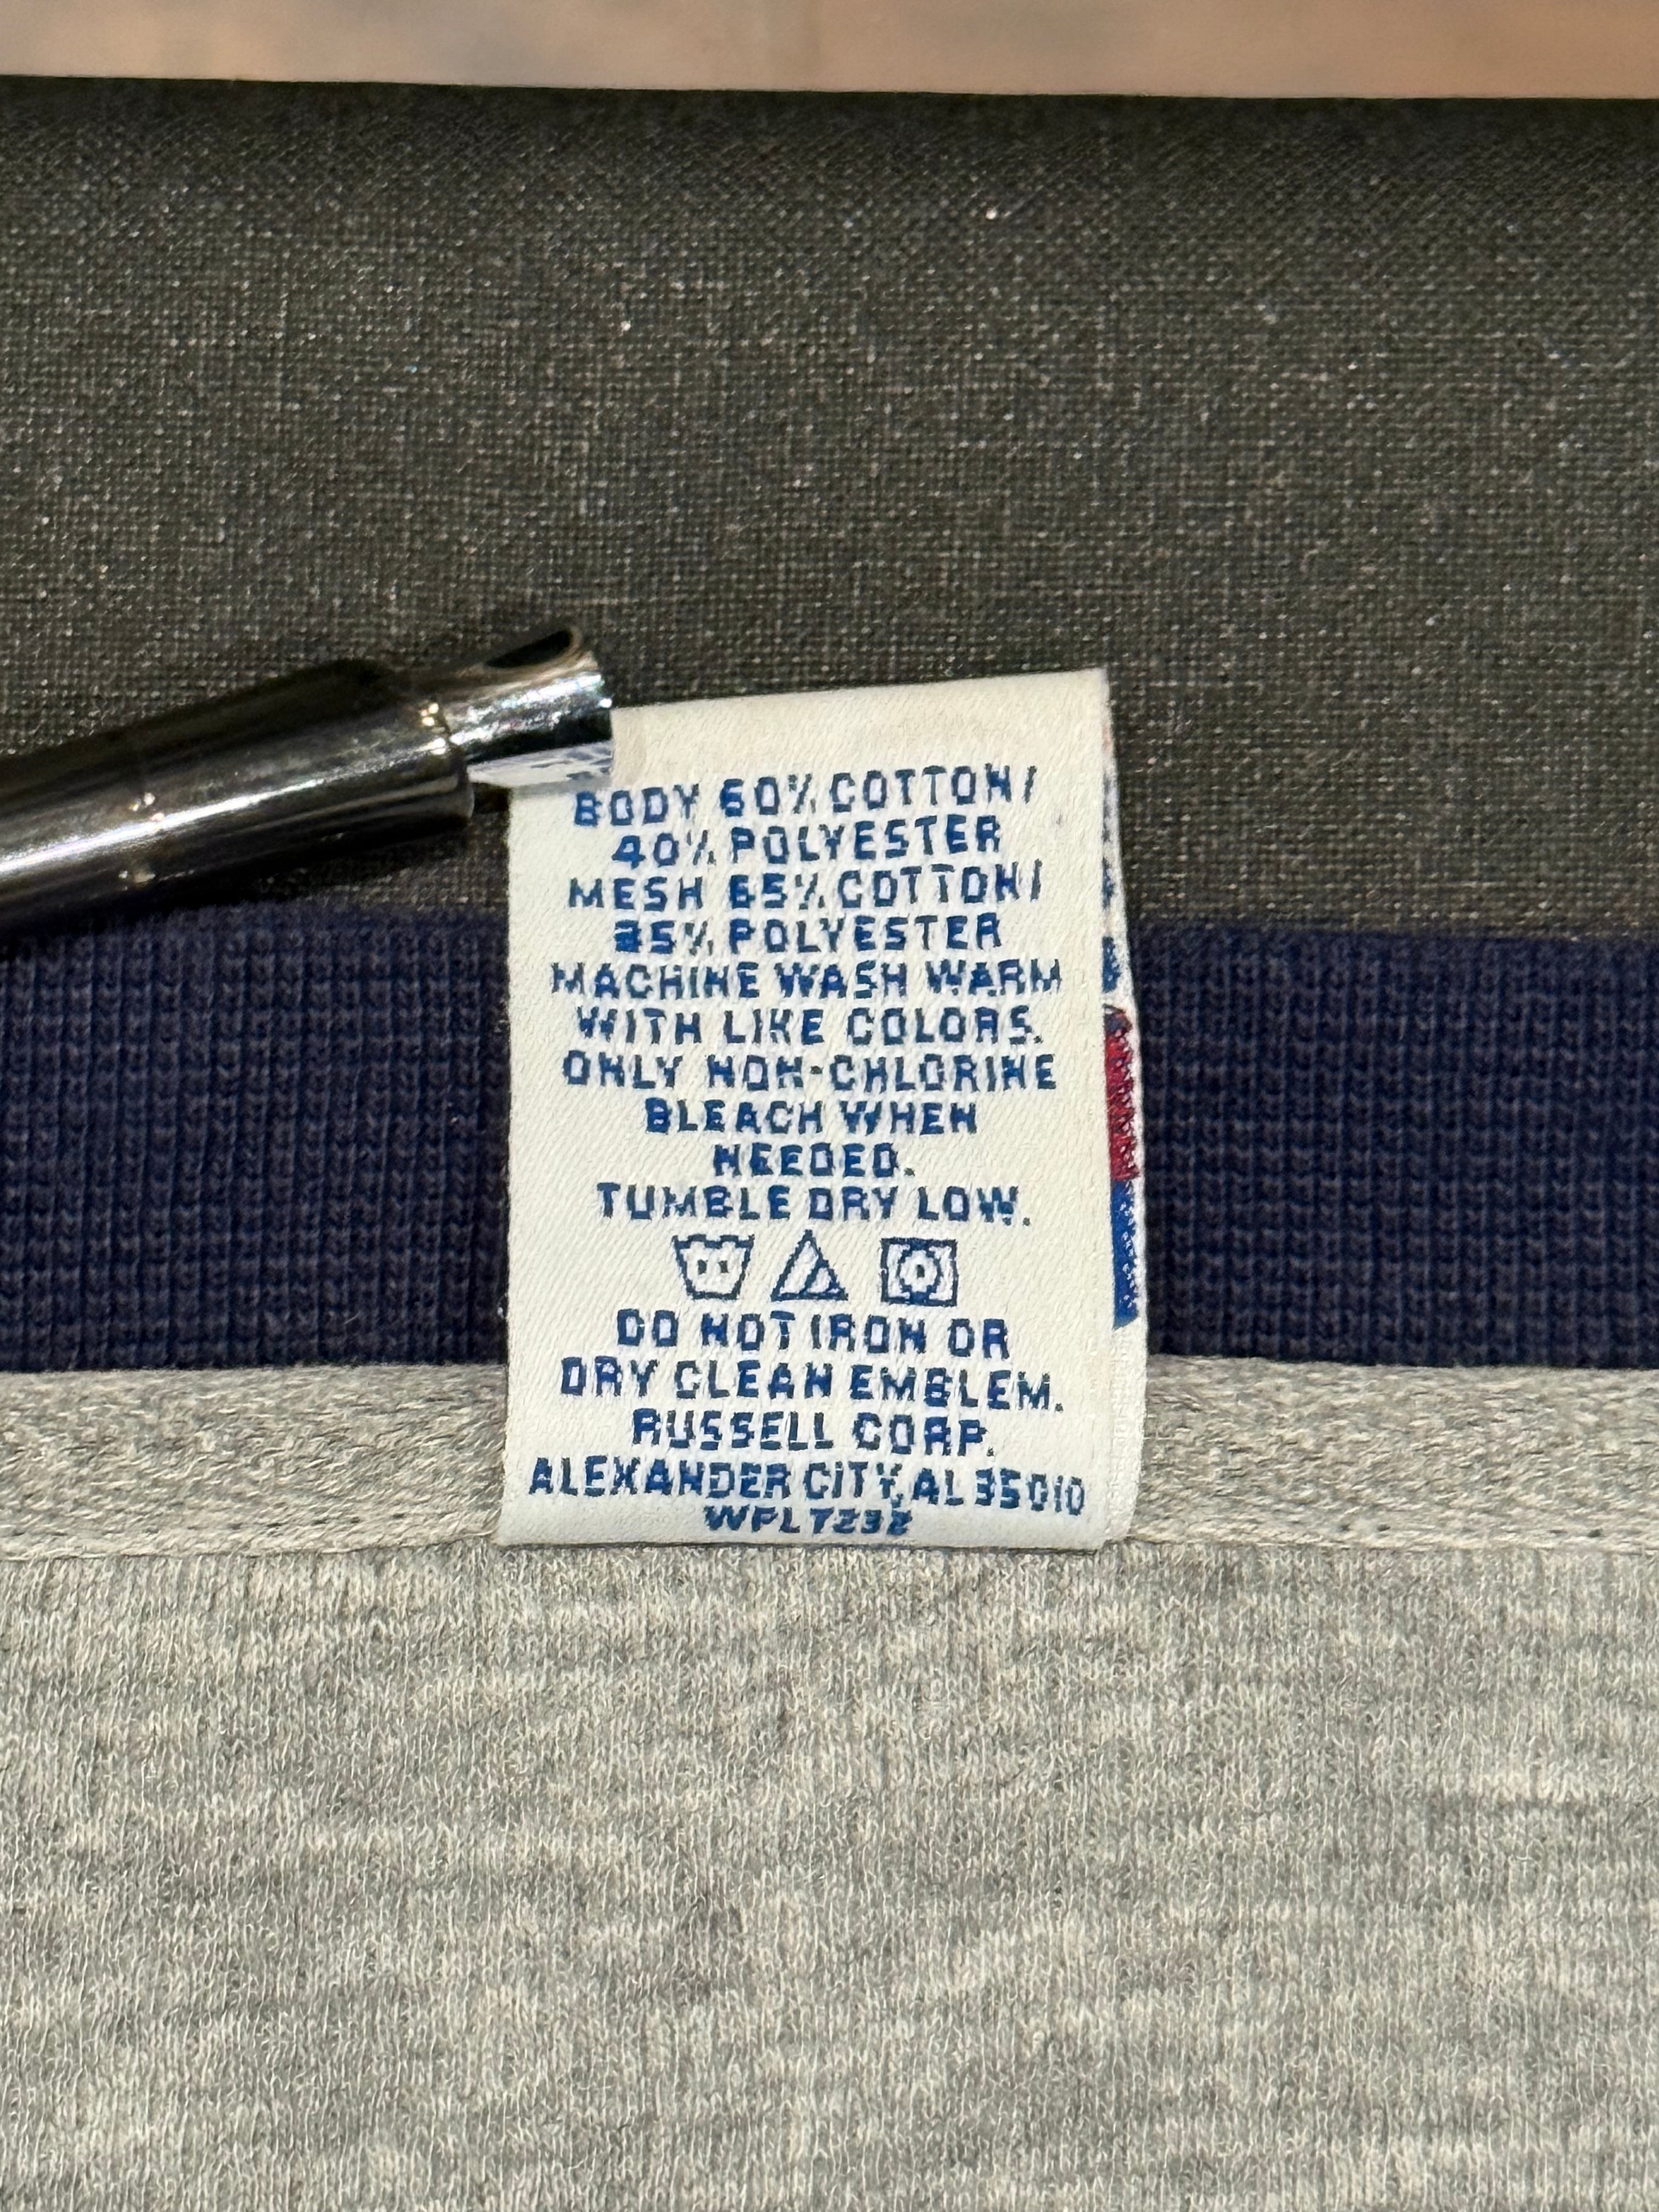 BODY 60% COTTON/
40% POLYESTER
MESH 65% COTTON/
35% POLYESTER
MACHINE WASH WARM
WITH LIKE COLORS.
ONLY NON-CHLORINE
BLEACH WHEN
NEEDED.
TUMBLE DRY LOW.
DO NOT IRON OR
DRY CLEAN EMBLEM.
RUSSELL CORP.
ALEXANDER CITY, AL 35010
WPL 7232